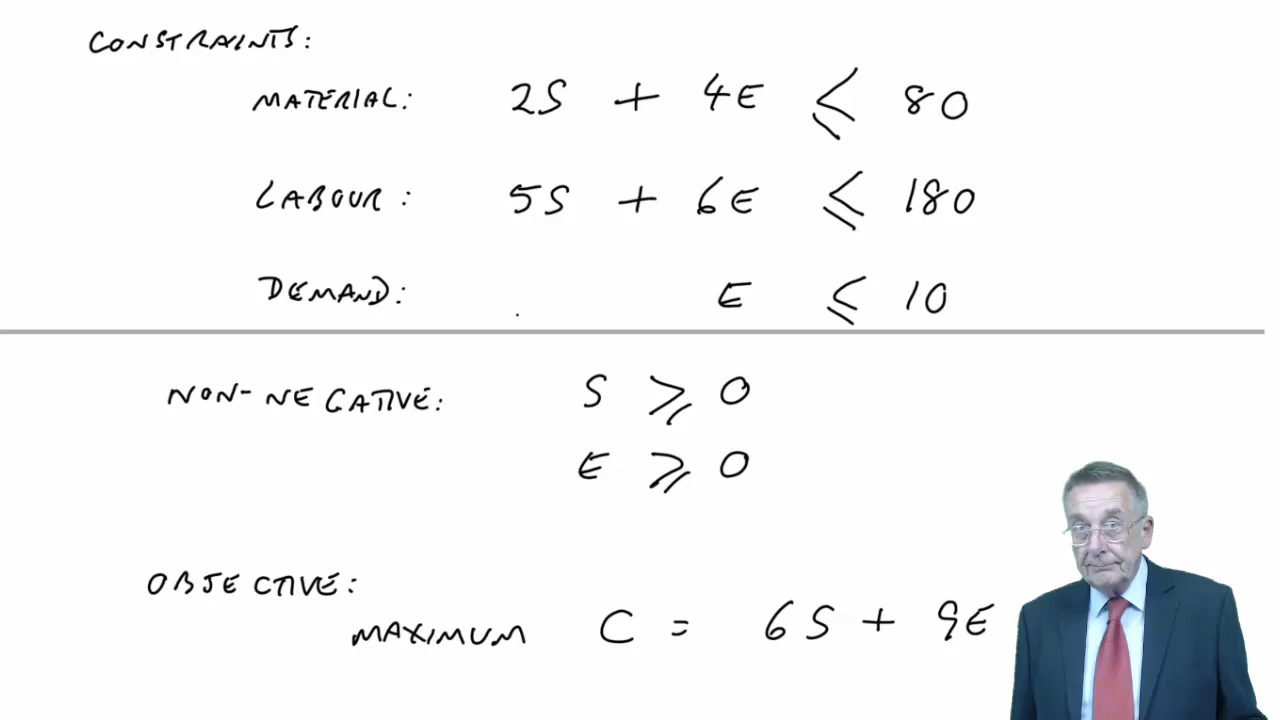 CONSTRAINTS:
MATERIAL: 2S + 4E ≤ 80
LABOUR: 5S + 6E ≤ 180
DEMAND: E ≤ 10
NON-NEGATIVE: S ≥ 0
E ≥ 0
OBJECTIVE:
MAXIMUM C = 6S + 9E